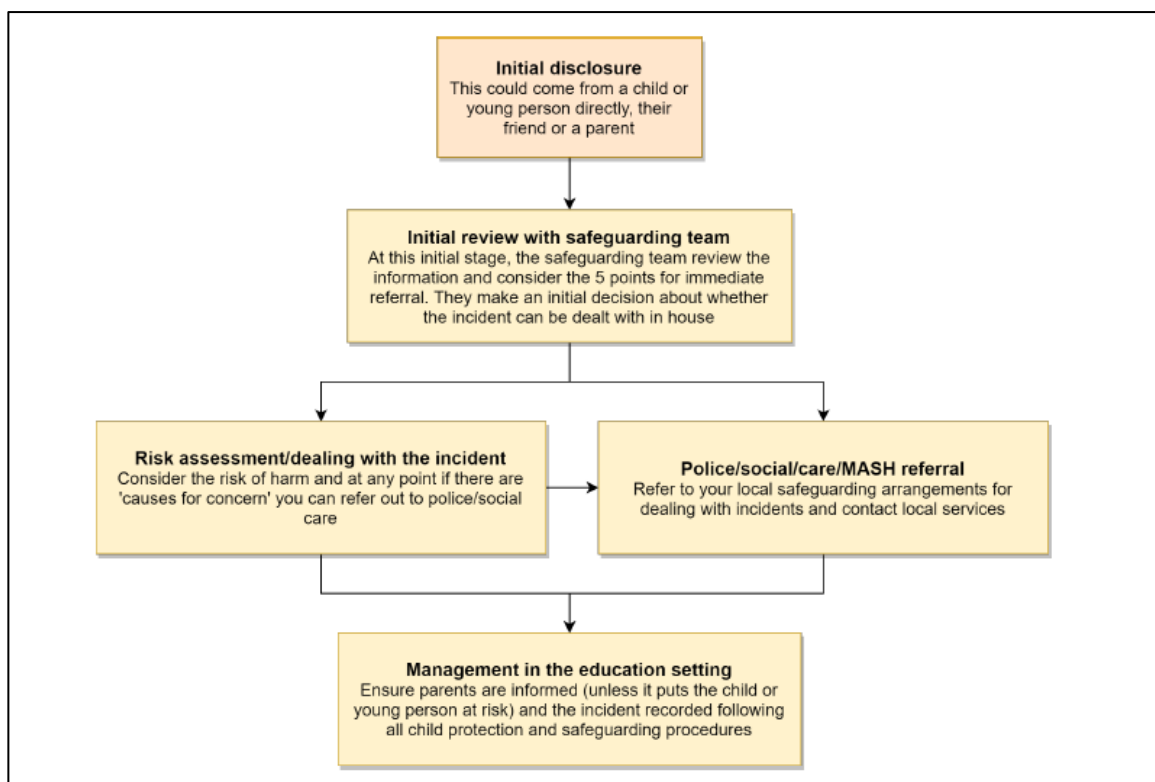 Initial disclosure
This could come from a child or
young person directly, their
friend or a parent
Initial review with safeguarding team
At this initial stage, the safeguarding team review the
information and consider the 5 points for immediate
referral. They make an initial decision about whether
the incident can be dealt with in house
Risk assessment/dealing with the incident
Consider the risk of harm and at any point if there are
'causes for concern' you can refer out to police/social
care
Police/social/care/MASH referral
Refer to your local safeguarding arrangements for
dealing with incidents and contact local services
Management in the education setting
Ensure parents are informed (unless it puts the child or
young person at risk) and the incident recorded following
all child protection and safeguarding procedures